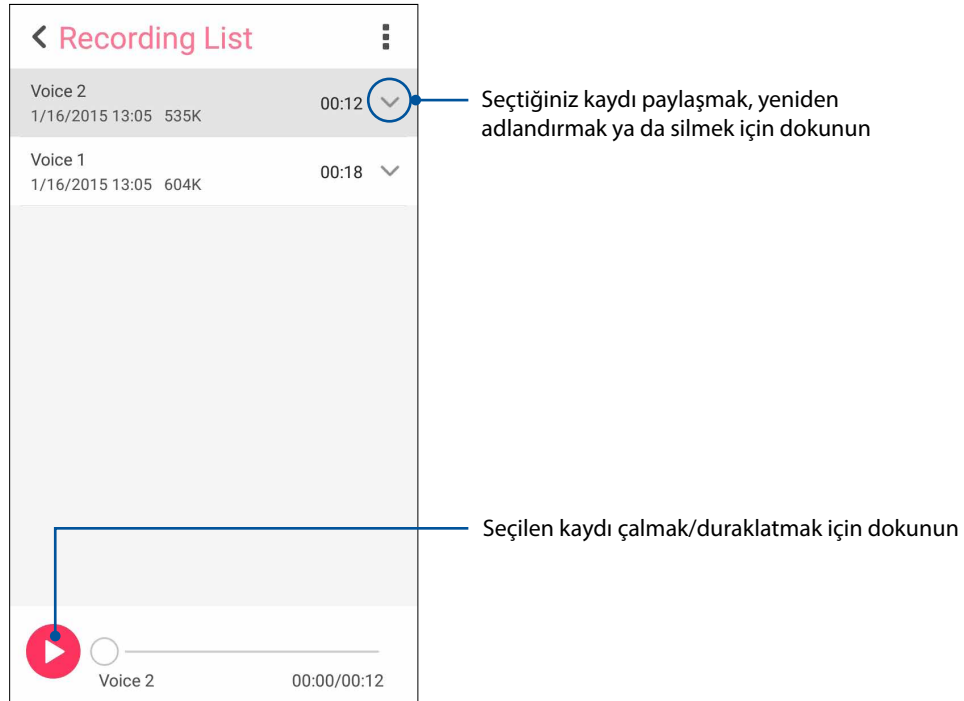 Recording List
Voice 2
1/16/2015 13:05 535K
00:12
Seçtiğiniz kaydı paylaşmak, yeniden
adlandırmak ya da silmek için dokunun
Voice 1
1/16/2015 13:05 604K
00:18
Seçilen kaydı çalmak/duraklatmak için dokunun
Voice 2
00:00/00:12